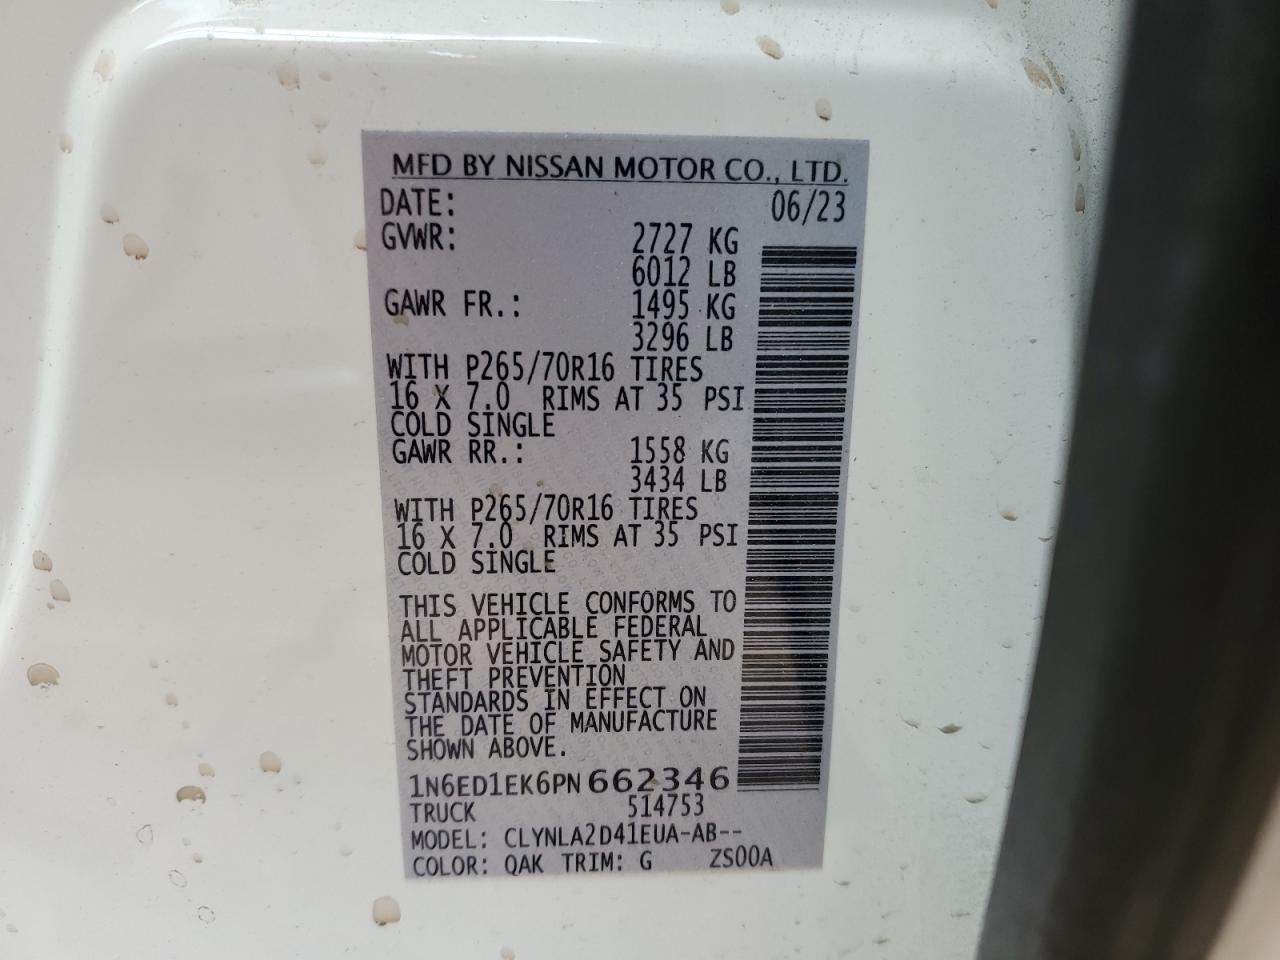 MFD BY NISSAN MOTOR CO., LTD.
DATE: 06/23
GVWR: 2727 KG
6012 LB
GAWR FR.: 1495 KG
3296 LB
WITH P265/70R16 TIRES
16 X 7.0 RIMS AT 35 PSI
COLD SINGLE
GAWR RR.: 1558 KG
3434 LB
WITH P265/70R16 TIRES
16 X 7.0 RIMS AT 35 PSI
COLD SINGLE
THIS VEHICLE CONFORMS TO
ALL APPLICABLE FEDERAL
MOTOR VEHICLE SAFETY AND
THEFT PREVENTION
STANDARDS IN EFFECT ON
THE DATE OF MANUFACTURE
SHOWN ABOVE.
1N6ED1EK6PN662346
TRUCK 514753
MODEL: CLYNLA2D41EUA-AB--
COLOR: QAK TRIM: G ZS00A